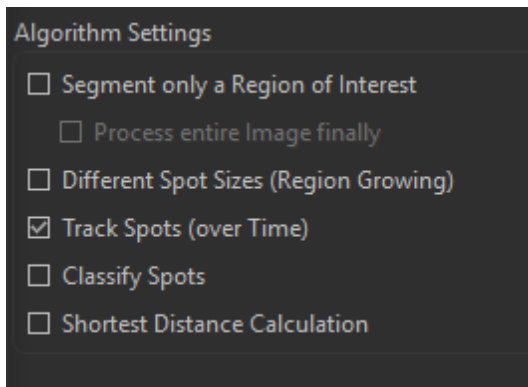 Algorithm Settings
Segment only a Region of Interest
Process entire Image finally
Different Spot Sizes (Region Growing)
Track Spots (over Time)
Classify Spots
Shortest Distance Calculation